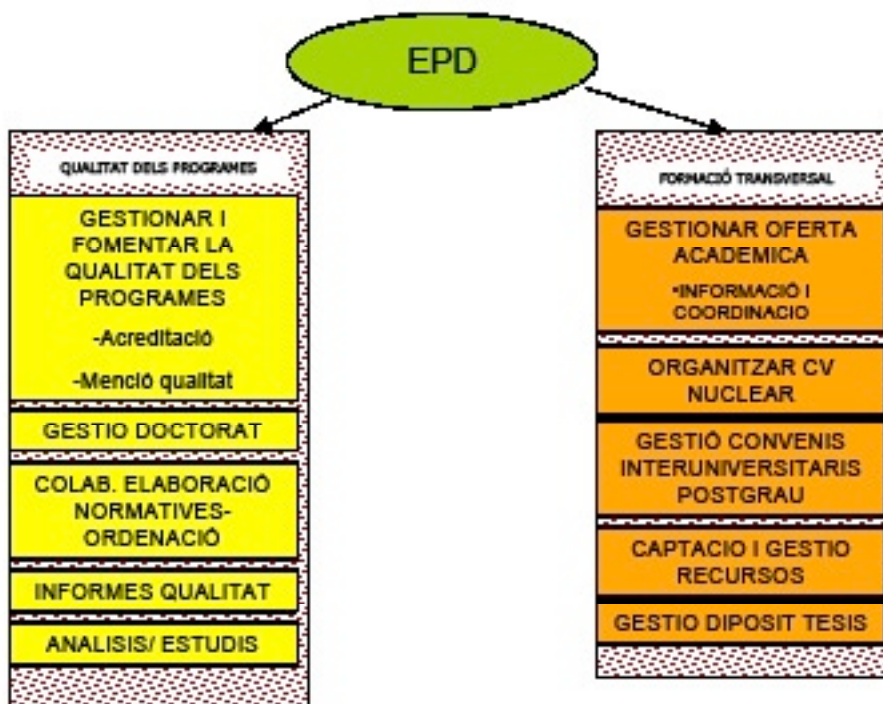 EPD
QUALITAT DELS PROGRAMES
GESTIONAR I
FOMENTAR LA
QUALITAT DELS
PROGRAMES
-Acreditació
-Menció qualitat
GESTIO DOCTORAT
COLAB. ELABORACIÓ
NORMATIVES-
ORDENACIÓ
INFORMES QUALITAT
ANALISIS/ ESTUDIS
FORMACIÓ TRANSVERSAL
GESTIONAR OFERTA
ACADEMICA
•INFORMACIÓ I
COORDINACIO
ORGANITZAR CV
NUCLEAR
GESTIÓ CONVENIS
INTERUNIVERSITARIS
POSTGRAU
CAPTACIO I GESTIO
RECURSOS
GESTIO DIPOSIT TESIS